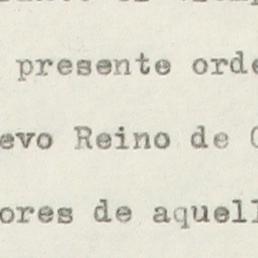 presente orde
evo Reino de
ores de aquell